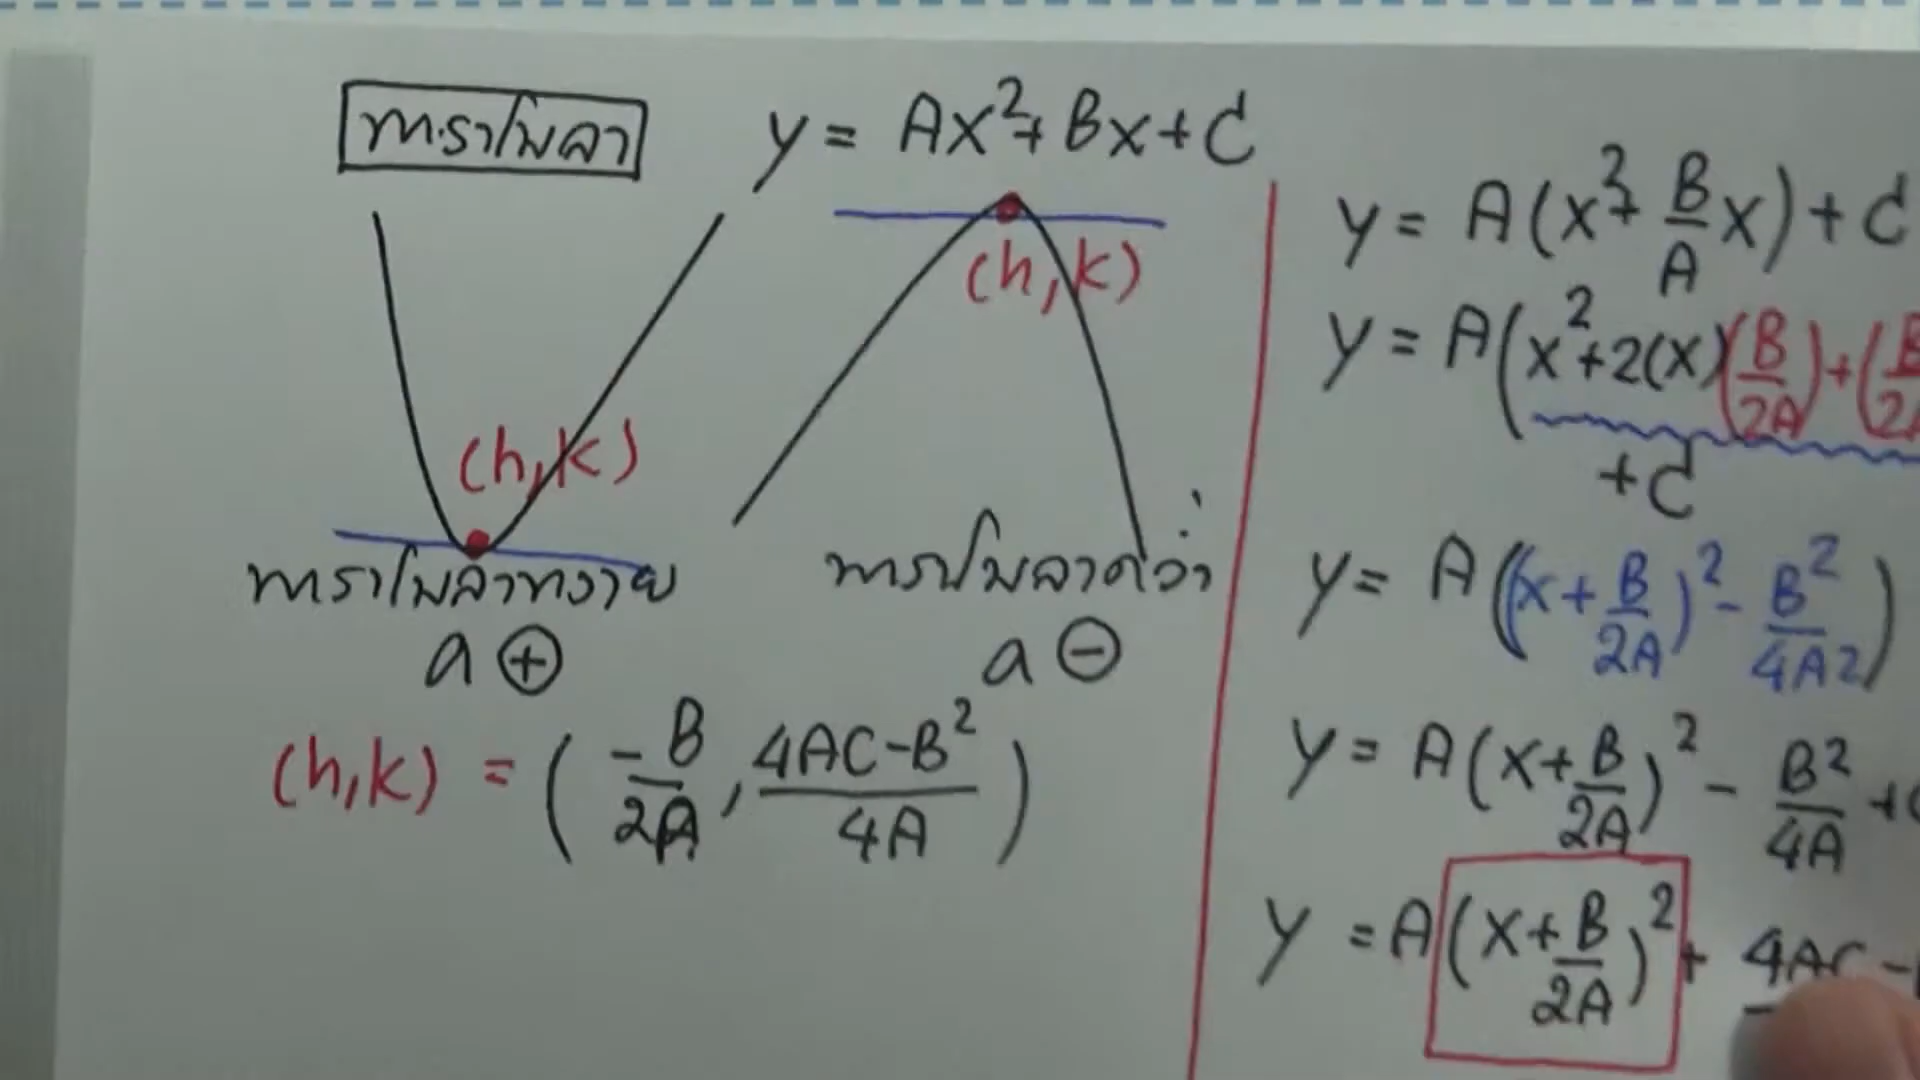 พาราโบลา
y = Ax² + Bx + C
(h,k)
(h,k)
พาราโบลาหงาย
พาราโบลาคว่ำ
a ⊕
a ⊖
(h,k) = (-B/2A, 4AC-B²/4A)
y = A(x² + B/A x) + C
y = A(x² + 2(x)(B/2A) + (B/2A
+ C
y = A((x + B/2A)² - B²/4A²)
y = A(x + B/2A)² - B²/4A +
y = A(x + B/2A)² + 4AC -